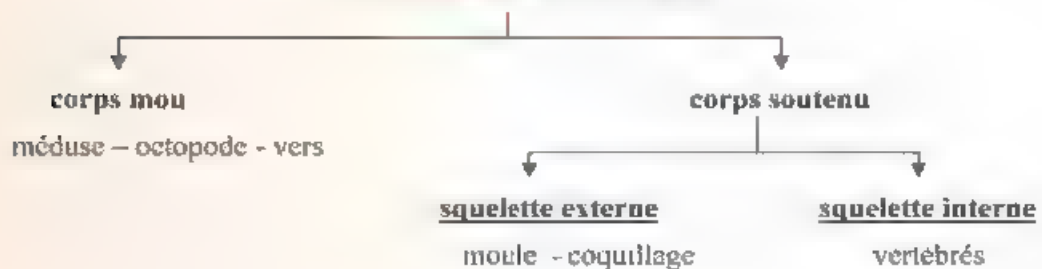 corps mou
corps soutenu
méduse – octopode - vers
squelette externe
squelette interne
moule - coquillage
vertébrés